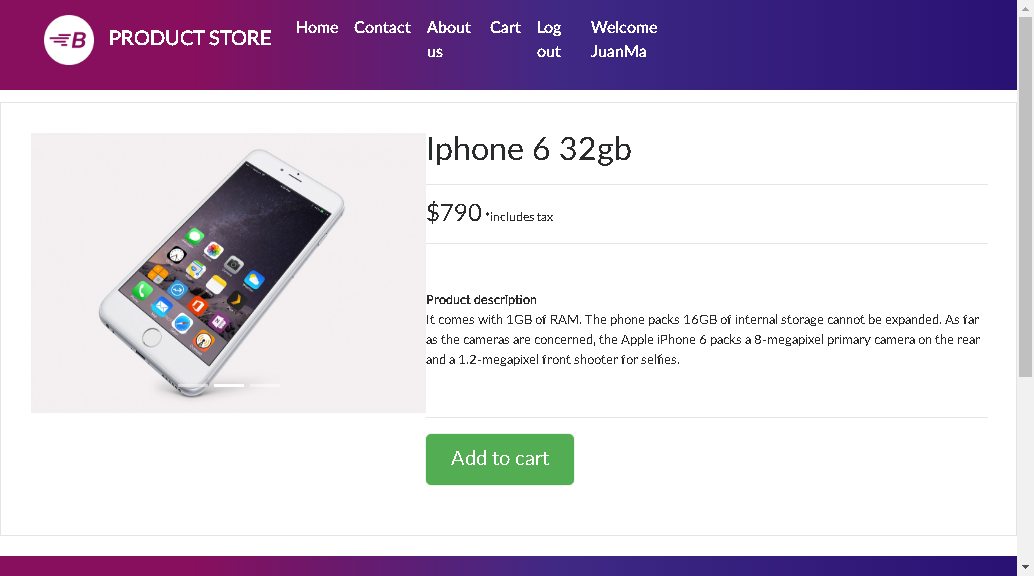 B
PRODUCT STORE
Home
Contact
About
us
Cart
Log
out
Welcome
JuanMa
Iphone 6 32gb
$790 *includes tax
Product description
It comes with 1GB of RAM. The phone packs 16GB of internal storage cannot be expanded. As far
as the cameras are concerned, the Apple iPhone 6 packs a 8-megapixel primary camera on the rear
and a 1.2-megapixel front shooter for selfies.
Add to cart